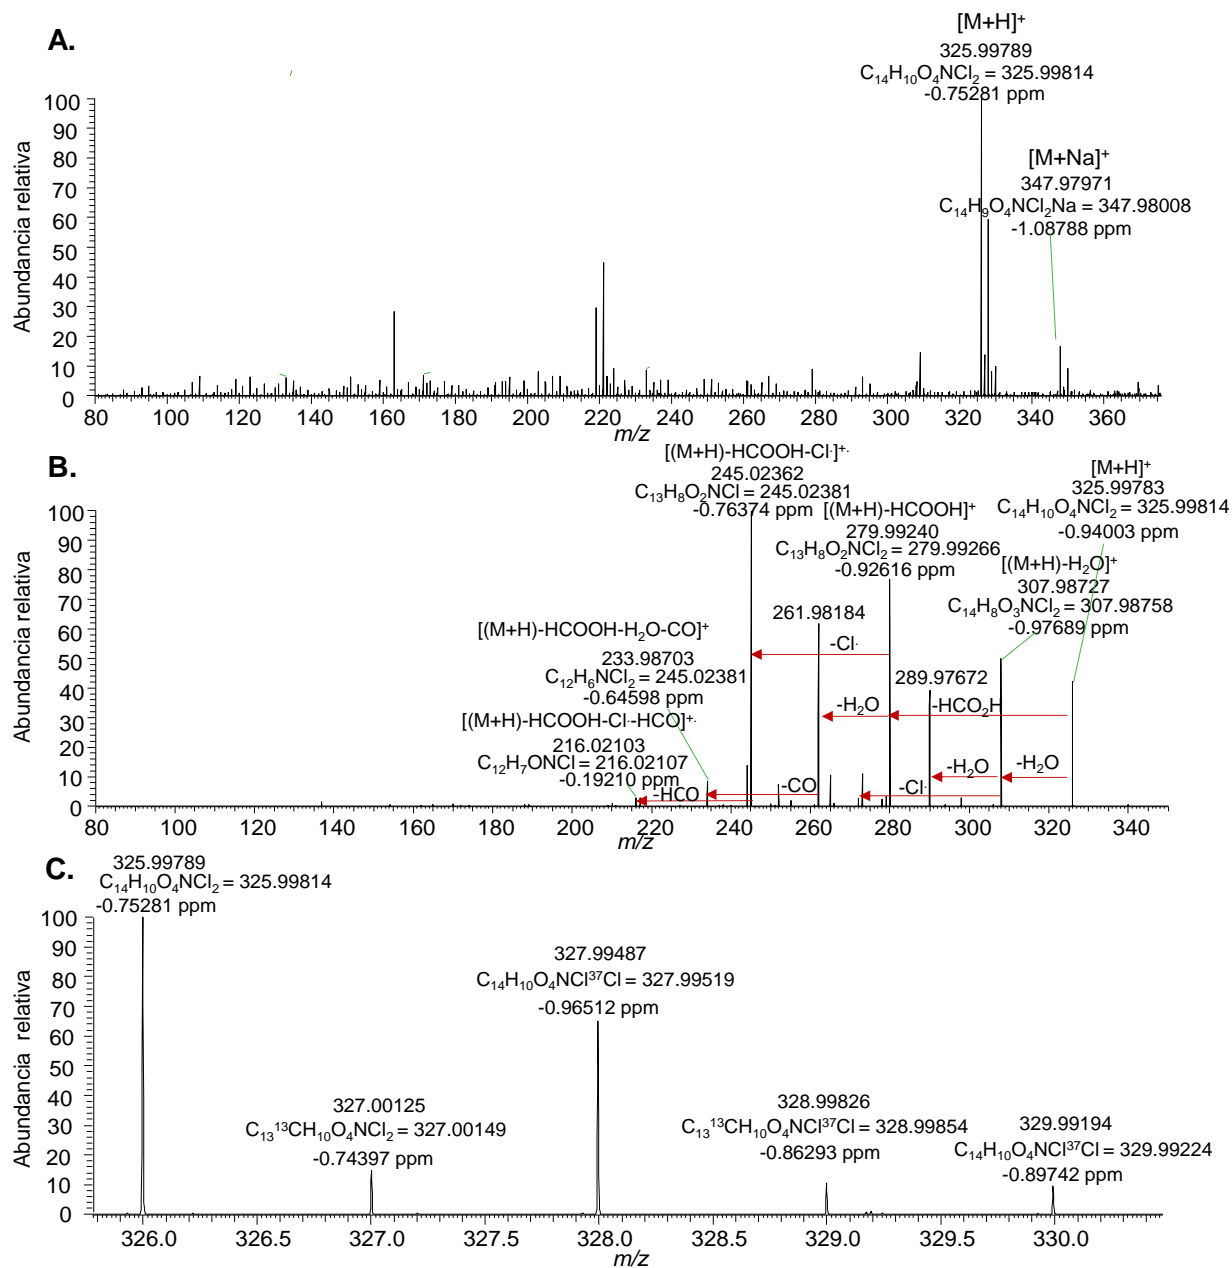 A.
[M+H]⁺
325.99789
C₁₄H₁₀O₄NCl₂ = 325.99814
-0.75281 ppm
[M+Na]⁺
347.97971
C₁₄H₉O₄NCl₂Na = 347.98008
-1.08788 ppm
Abundancia relativa
100
90
80
70
60
50
40
30
20
10
0
80 100 120 140 160 180 200 220 240 260 280 300 320 340 360
m/z
B.
[(M+H)-HCOOH-Cl·]⁺·
245.02362
C₁₃H₈O₂NCl = 245.02381
-0.76374 ppm
[(M+H)-HCOOH]⁺
279.99240
C₁₃H₈O₂NCl₂ = 279.99266
-0.92616 ppm
[M+H]⁺
325.99783
C₁₄H₁₀O₄NCl₂ = 325.99814
-0.94003 ppm
[(M+H)-H₂O]⁺
307.98727
C₁₄H₈O₃NCl₂ = 307.98758
-0.97689 ppm
[(M+H)-HCOOH-H₂O-CO]⁺
233.98703
C₁₂H₆NCl₂ = 245.02381
-0.64598 ppm
[(M+H)-HCOOH-Cl·-HCO]⁺·
216.02103
C₁₂H₇ONCl = 216.02107
-0.19210 ppm
261.98184
289.97672
-Cl·
-H₂O
-HCO₂H
-H₂O
-H₂O
-CO
-Cl·
-HCO
Abundancia relativa
100
90
80
70
60
50
40
30
20
10
0
80 100 120 140 160 180 200 220 240 260 280 300 320 340
m/z
C.
325.99789
C₁₄H₁₀O₄NCl₂ = 325.99814
-0.75281 ppm
327.00125
C₁₃¹³CH₁₀O₄NCl₂ = 327.00149
-0.74397 ppm
327.99487
C₁₄H₁₀O₄NCl³⁷Cl = 327.99519
-0.96512 ppm
328.99826
C₁₃¹³CH₁₀O₄NCl³⁷Cl = 328.99854
-0.86293 ppm
329.99194
C₁₄H₁₀O₄NCl³⁷Cl = 329.99224
-0.89742 ppm
Abundancia relativa
100
90
80
70
60
50
40
30
20
10
0
326.0 326.5 327.0 327.5 328.0 328.5 329.0 329.5 330.0
m/z